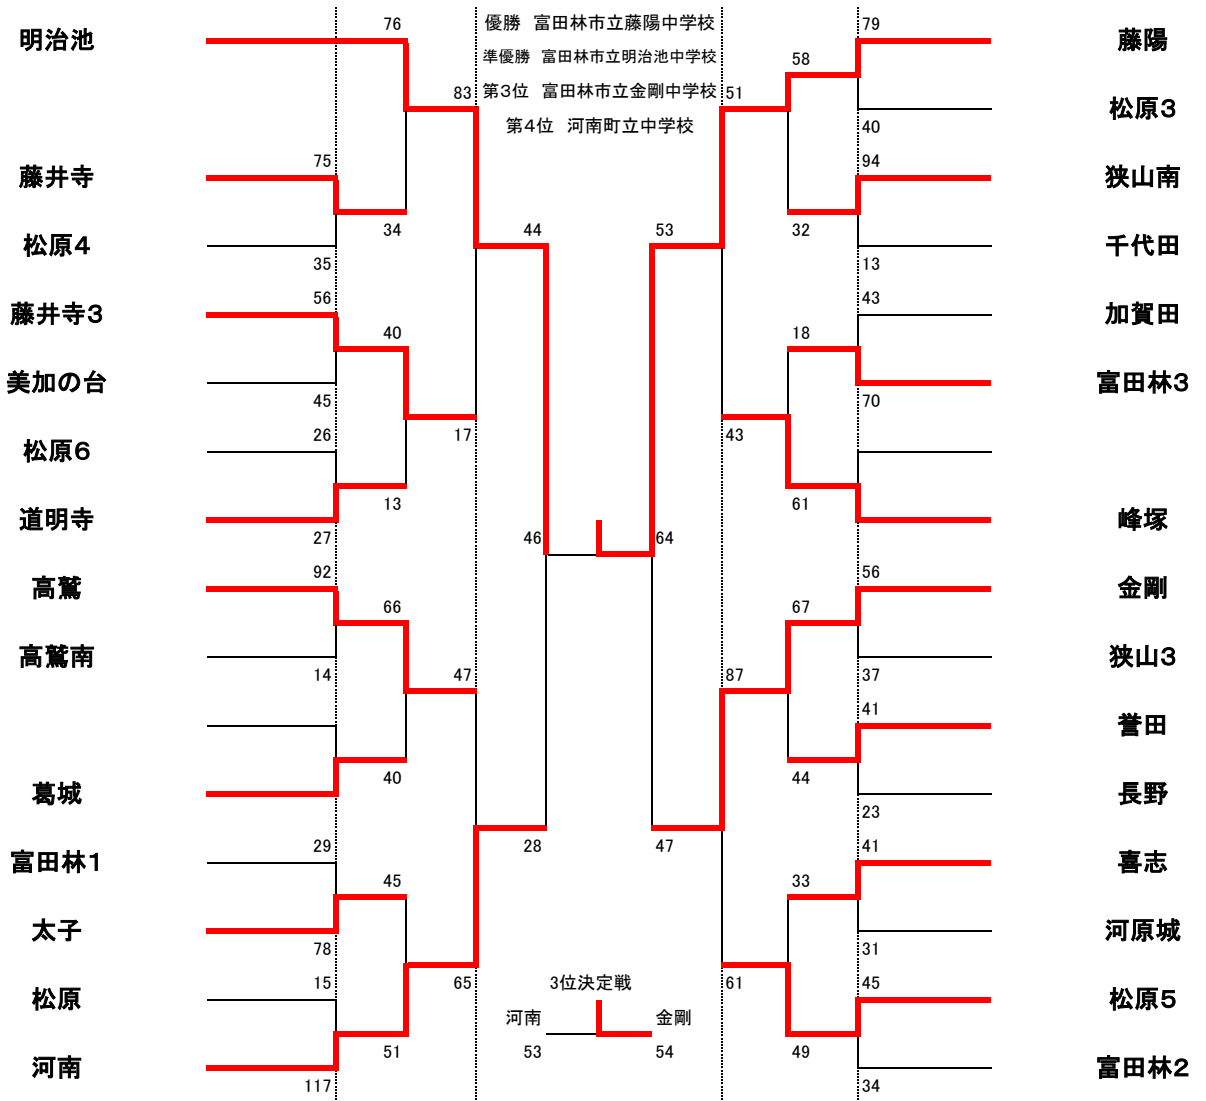 76
優勝 富田林市立藤陽中学校
79
明治池
藤陽
準優勝 富田林市立明治池中学校
58
83
第3位 富田林市立金剛中学校
51
松原3
第4位 河南町立中学校
40
75
94
藤井寺
狭山南
34
44
53
32
松原4
千代田
35
13
56
43
藤井寺3
加賀田
40
18
美加の台
富田林3
45
70
26
17
43
松原6
13
61
道明寺
峰塚
27
46
64
92
56
高鷲
金剛
66
67
高鷲南
狭山3
14
47
87
37
41
誉田
40
44
葛城
長野
23
29
28
47
41
富田林1
喜志
45
33
太子
河原城
78
31
15
65
3位決定戦
61
45
松原
松原5
河南
金剛
51
53
54
49
河南
富田林2
117
34